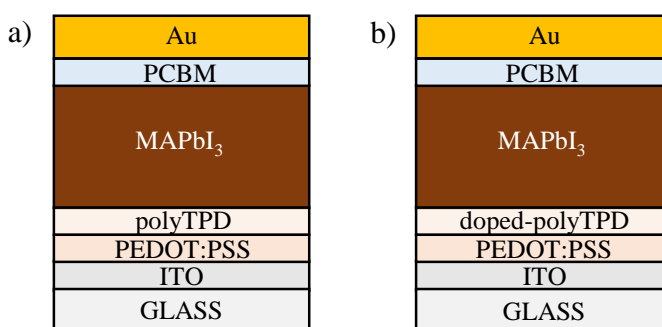 a)
Au
PCBM
MAPbI₃
polyTPD
PEDOT:PSS
ITO
GLASS
b)
Au
PCBM
MAPbI₃
doped-polyTPD
PEDOT:PSS
ITO
GLASS